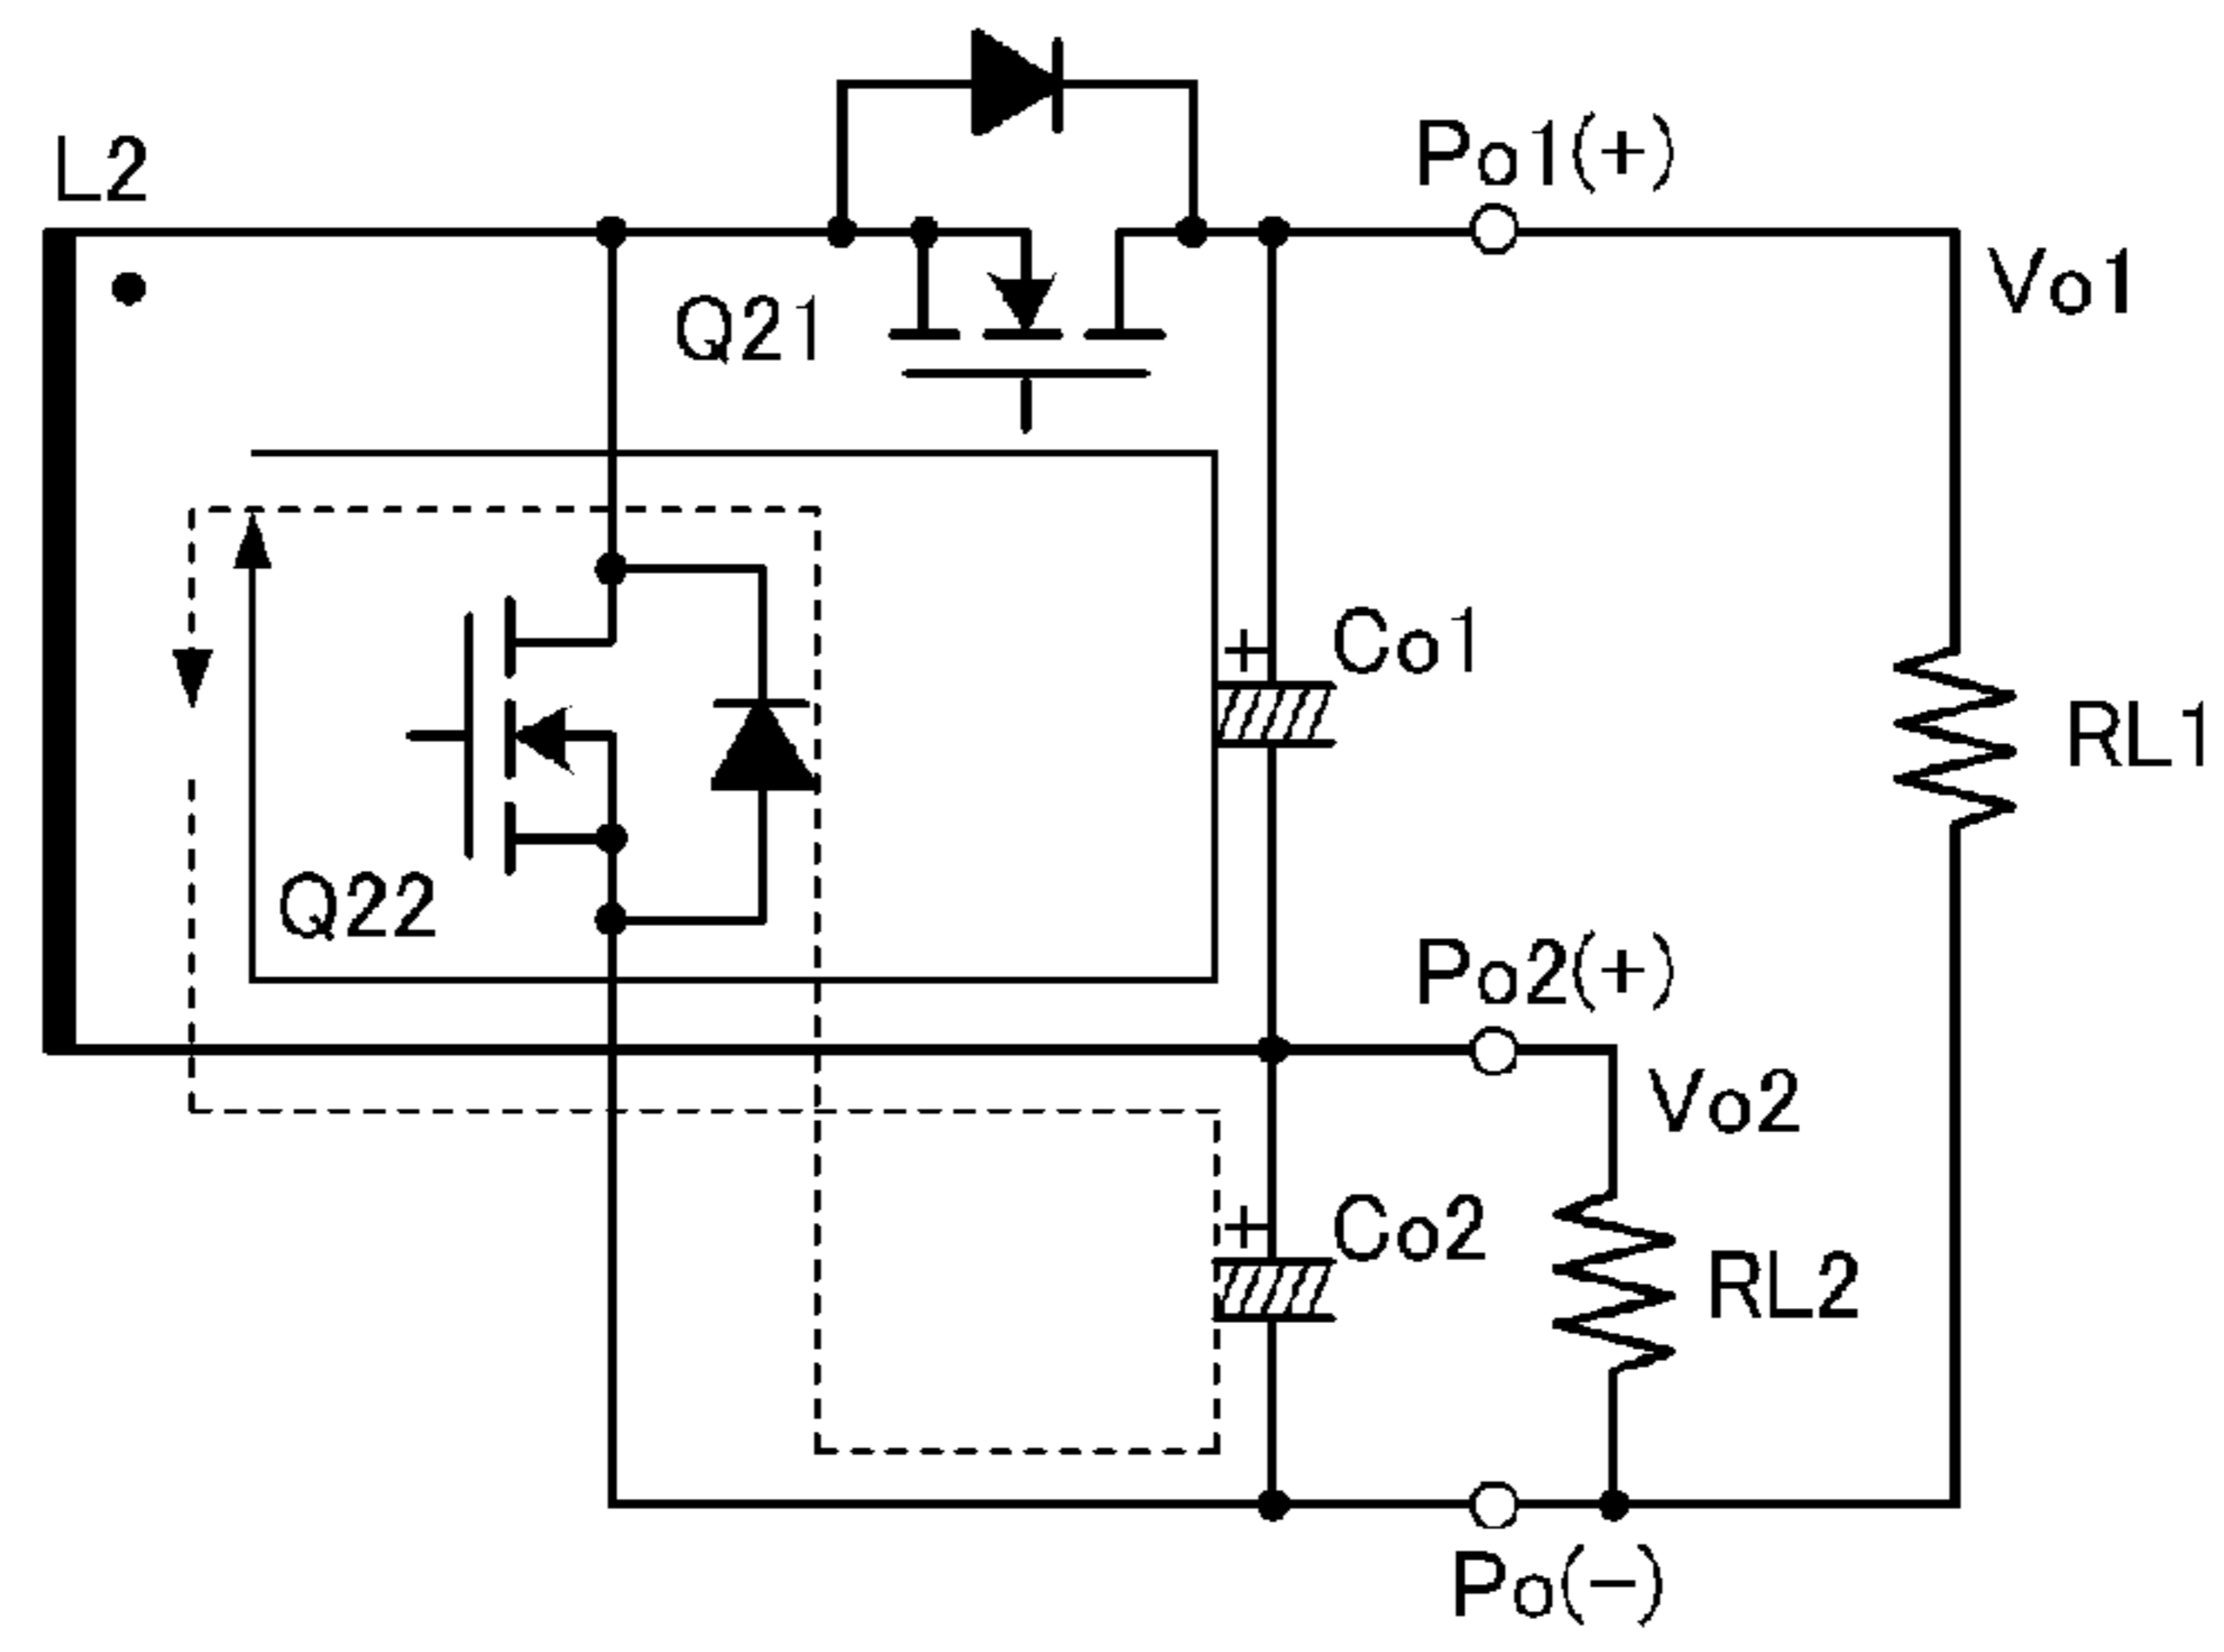 L2
Po1(+)
Vo1
Q21
+
Co1
RL1
Q22
Po2(+)
Vo2
+
Co2
RL2
Po(−)